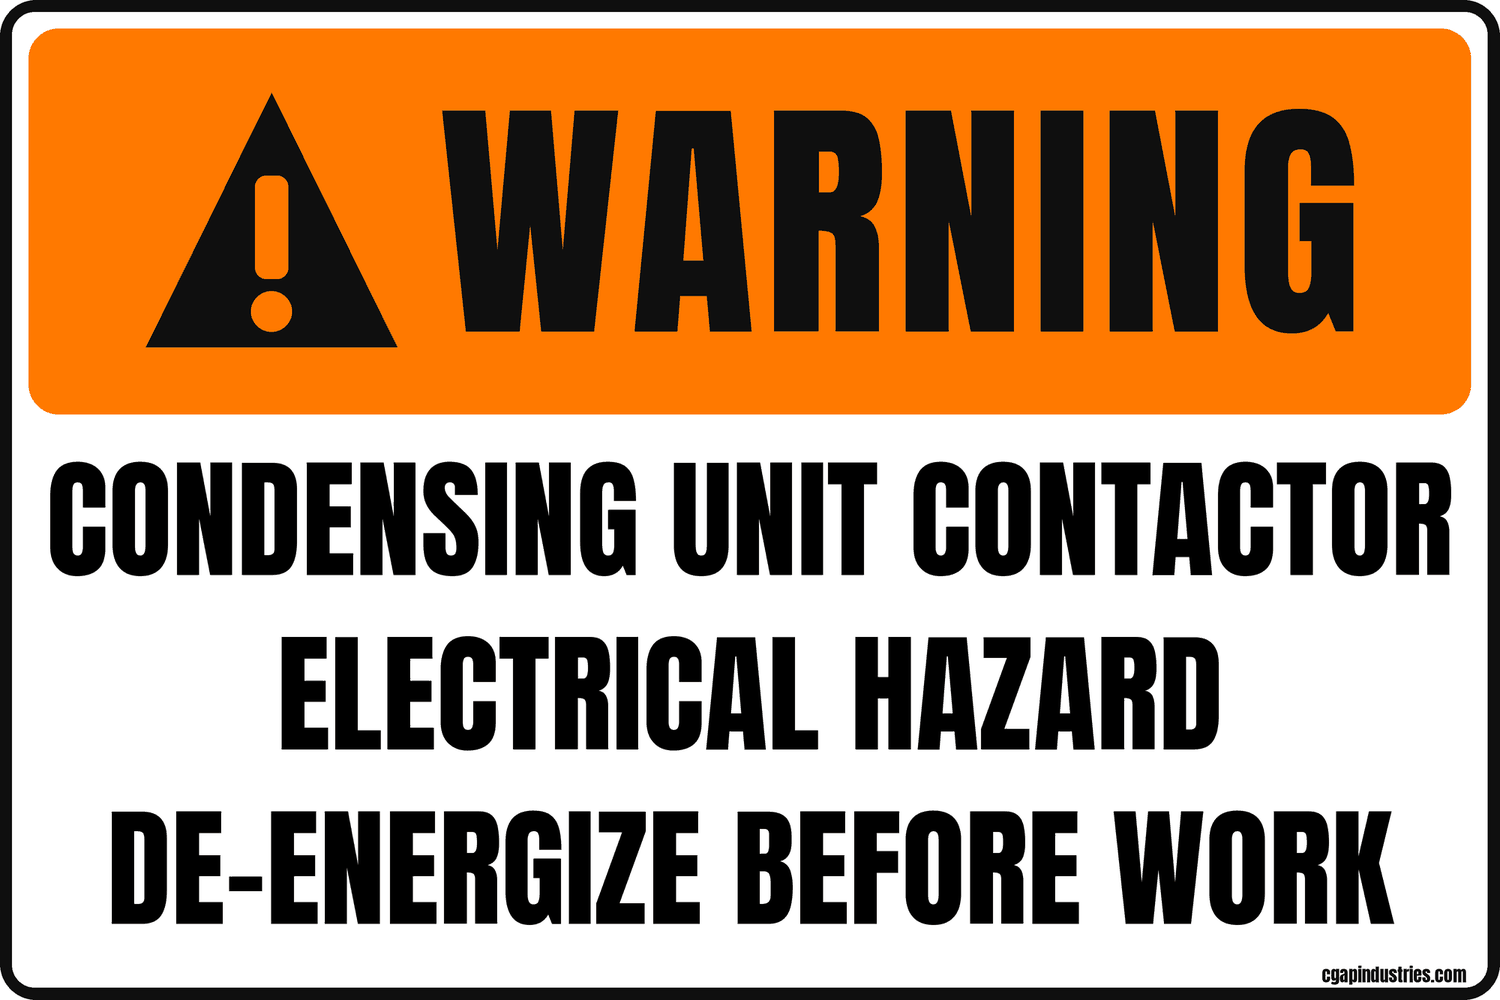 WARNING
CONDENSING UNIT CONTACTOR
ELECTRICAL HAZARD
DE-ENERGIZE BEFORE WORK
cgapindustries.com